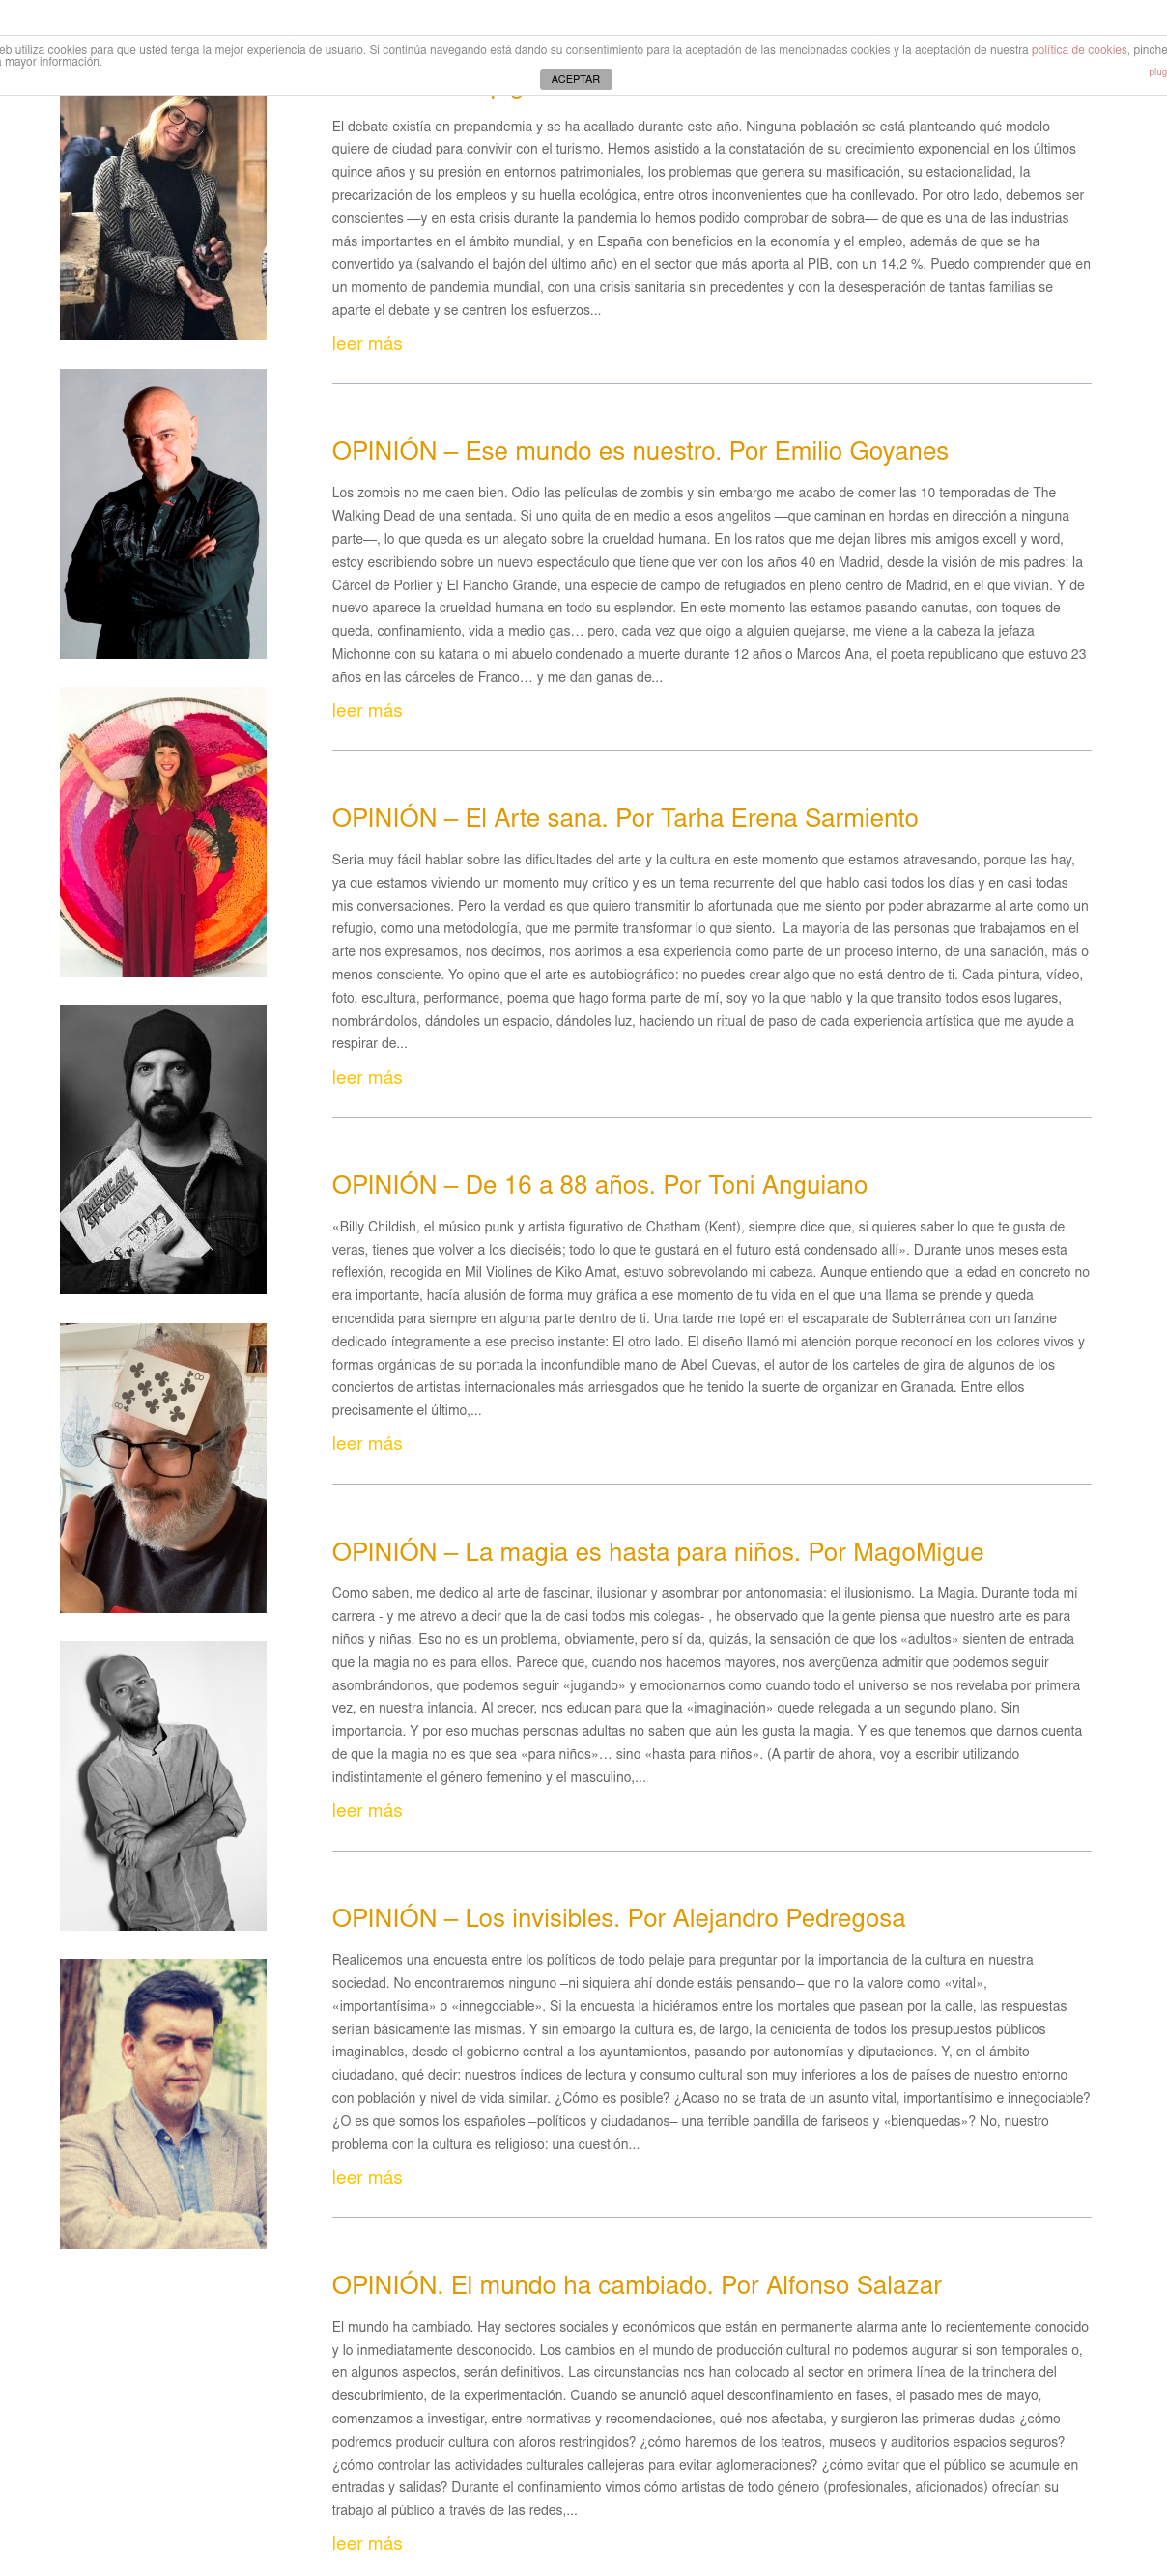 eb utiliza cookies para que usted tenga la mejor experiencia de usuario. Si continúa navegando está dando su consentimiento para la aceptación de las mencionadas cookies y la aceptación de nuestra política de cookies, pinche
mayor información.
plug
ACEPTAR
El debate existía en prepandemia y se ha acallado durante este año. Ninguna población se está planteando qué modelo
quiere de ciudad para convivir con el turismo. Hemos asistido a la constatación de su crecimiento exponencial en los últimos
quince años y su presión en entornos patrimoniales, los problemas que genera su masificación, su estacionalidad, la
precarización de los empleos y su huella ecológica, entre otros inconvenientes que ha conllevado. Por otro lado, debemos ser
conscientes —y en esta crisis durante la pandemia lo hemos podido comprobar de sobra— de que es una de las industrias
más importantes en el ámbito mundial, y en España con beneficios en la economía y el empleo, además de que se ha
convertido ya (salvando el bajón del último año) en el sector que más aporta al PIB, con un 14,2 %. Puedo comprender que en
un momento de pandemia mundial, con una crisis sanitaria sin precedentes y con la desesperación de tantas familias se
aparte el debate y se centren los esfuerzos...
leer más
OPINIÓN – Ese mundo es nuestro. Por Emilio Goyanes
Los zombis no me caen bien. Odio las películas de zombis y sin embargo me acabo de comer las 10 temporadas de The
Walking Dead de una sentada. Si uno quita de en medio a esos angelitos —que caminan en hordas en dirección a ninguna
parte—, lo que queda es un alegato sobre la crueldad humana. En los ratos que me dejan libres mis amigos excell y word,
estoy escribiendo sobre un nuevo espectáculo que tiene que ver con los años 40 en Madrid, desde la visión de mis padres: la
Cárcel de Porlier y El Rancho Grande, una especie de campo de refugiados en pleno centro de Madrid, en el que vivían. Y de
nuevo aparece la crueldad humana en todo su esplendor. En este momento las estamos pasando canutas, con toques de
queda, confinamiento, vida a medio gas… pero, cada vez que oigo a alguien quejarse, me viene a la cabeza la jefaza
Michonne con su katana o mi abuelo condenado a muerte durante 12 años o Marcos Ana, el poeta republicano que estuvo 23
años en las cárceles de Franco… y me dan ganas de...
leer más
OPINIÓN – El Arte sana. Por Tarha Erena Sarmiento
Sería muy fácil hablar sobre las dificultades del arte y la cultura en este momento que estamos atravesando, porque las hay,
ya que estamos viviendo un momento muy crítico y es un tema recurrente del que hablo casi todos los días y en casi todas
mis conversaciones. Pero la verdad es que quiero transmitir lo afortunada que me siento por poder abrazarme al arte como un
refugio, como una metodología, que me permite transformar lo que siento. La mayoría de las personas que trabajamos en el
arte nos expresamos, nos decimos, nos abrimos a esa experiencia como parte de un proceso interno, de una sanación, más o
menos consciente. Yo opino que el arte es autobiográfico: no puedes crear algo que no está dentro de ti. Cada pintura, vídeo,
foto, escultura, performance, poema que hago forma parte de mí, soy yo la que hablo y la que transito todos esos lugares,
nombrándolos, dándoles un espacio, dándoles luz, haciendo un ritual de paso de cada experiencia artística que me ayude a
respirar de...
leer más
AMERICAN SPLENDOR
OPINIÓN – De 16 a 88 años. Por Toni Anguiano
«Billy Childish, el músico punk y artista figurativo de Chatham (Kent), siempre dice que, si quieres saber lo que te gusta de
veras, tienes que volver a los dieciséis; todo lo que te gustará en el futuro está condensado allí». Durante unos meses esta
reflexión, recogida en Mil Violines de Kiko Amat, estuvo sobrevolando mi cabeza. Aunque entiendo que la edad en concreto no
era importante, hacía alusión de forma muy gráfica a ese momento de tu vida en el que una llama se prende y queda
encendida para siempre en alguna parte dentro de ti. Una tarde me topé en el escaparate de Subterránea con un fanzine
dedicado íntegramente a ese preciso instante: El otro lado. El diseño llamó mi atención porque reconocí en los colores vivos y
formas orgánicas de su portada la inconfundible mano de Abel Cuevas, el autor de los carteles de gira de algunos de los
conciertos de artistas internacionales más arriesgados que he tenido la suerte de organizar en Granada. Entre ellos
precisamente el último,...
leer más
8
8
OPINIÓN – La magia es hasta para niños. Por MagoMigue
Como saben, me dedico al arte de fascinar, ilusionar y asombrar por antonomasia: el ilusionismo. La Magia. Durante toda mi
carrera - y me atrevo a decir que la de casi todos mis colegas- , he observado que la gente piensa que nuestro arte es para
niños y niñas. Eso no es un problema, obviamente, pero sí da, quizás, la sensación de que los «adultos» sienten de entrada
que la magia no es para ellos. Parece que, cuando nos hacemos mayores, nos avergüenza admitir que podemos seguir
asombrándonos, que podemos seguir «jugando» y emocionarnos como cuando todo el universo se nos revelaba por primera
vez, en nuestra infancia. Al crecer, nos educan para que la «imaginación» quede relegada a un segundo plano. Sin
importancia. Y por eso muchas personas adultas no saben que aún les gusta la magia. Y es que tenemos que darnos cuenta
de que la magia no es que sea «para niños»… sino «hasta para niños». (A partir de ahora, voy a escribir utilizando
indistintamente el género femenino y el masculino,...
leer más
OPINIÓN – Los invisibles. Por Alejandro Pedregosa
Realicemos una encuesta entre los políticos de todo pelaje para preguntar por la importancia de la cultura en nuestra
sociedad. No encontraremos ninguno –ni siquiera ahí donde estáis pensando– que no la valore como «vital»,
«importantísima» o «innegociable». Si la encuesta la hiciéramos entre los mortales que pasean por la calle, las respuestas
serían básicamente las mismas. Y sin embargo la cultura es, de largo, la cenicienta de todos los presupuestos públicos
imaginables, desde el gobierno central a los ayuntamientos, pasando por autonomías y diputaciones. Y, en el ámbito
ciudadano, qué decir: nuestros índices de lectura y consumo cultural son muy inferiores a los de países de nuestro entorno
con población y nivel de vida similar. ¿Cómo es posible? ¿Acaso no se trata de un asunto vital, importantísimo e innegociable?
¿O es que somos los españoles –políticos y ciudadanos– una terrible pandilla de fariseos y «bienquedas»? No, nuestro
problema con la cultura es religioso: una cuestión...
leer más
OPINIÓN. El mundo ha cambiado. Por Alfonso Salazar
El mundo ha cambiado. Hay sectores sociales y económicos que están en permanente alarma ante lo recientemente conocido
y lo inmediatamente desconocido. Los cambios en el mundo de producción cultural no podemos augurar si son temporales o,
en algunos aspectos, serán definitivos. Las circunstancias nos han colocado al sector en primera línea de la trinchera del
descubrimiento, de la experimentación. Cuando se anunció aquel desconfinamiento en fases, el pasado mes de mayo,
comenzamos a investigar, entre normativas y recomendaciones, qué nos afectaba, y surgieron las primeras dudas ¿cómo
podremos producir cultura con aforos restringidos? ¿cómo haremos de los teatros, museos y auditorios espacios seguros?
¿cómo controlar las actividades culturales callejeras para evitar aglomeraciones? ¿cómo evitar que el público se acumule en
entradas y salidas? Durante el confinamiento vimos cómo artistas de todo género (profesionales, aficionados) ofrecían su
trabajo al público a través de las redes,...
leer más